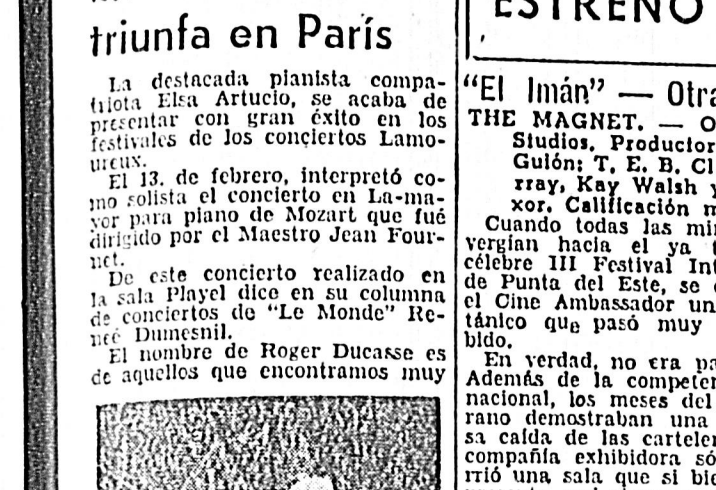 triunfa en París
La destacada pianista compa-
triota Elsa Artucio, se acaba de
presentar con gran éxito en los
festivales de los conciertos Lamo-
ureux.
El 13. de febrero, interpretó co-
mo solista el concierto en La-ma-
yor para piano de Mozart que fué
dirigido por el Maestro Jean Four-
net.
De este concierto realizado en
la sala Playel dice en su columna
de conciertos de "Le Monde" Re-
neé Dumesnil.
El nombre de Roger Ducasse es
de aquellos que encontramos muy
ESTRENO
"El Imán" — Otra
THE MAGNET. — O
Studios. Productor
Guión: T. E. B. Cl
rray, Kay Walsh y
xor. Calificación m
Cuando todas las mi
vergían hacia el ya
célebre III Festival Int
de Punta del Este, se
el Cine Ambassador un
tánico que pasó muy
bido.
En verdad, no era pa
Además de la competen
nacional, los meses del
rano demostraban una
sa caída de las carteler
compañía exhibidora só
rrió una sala que si bie